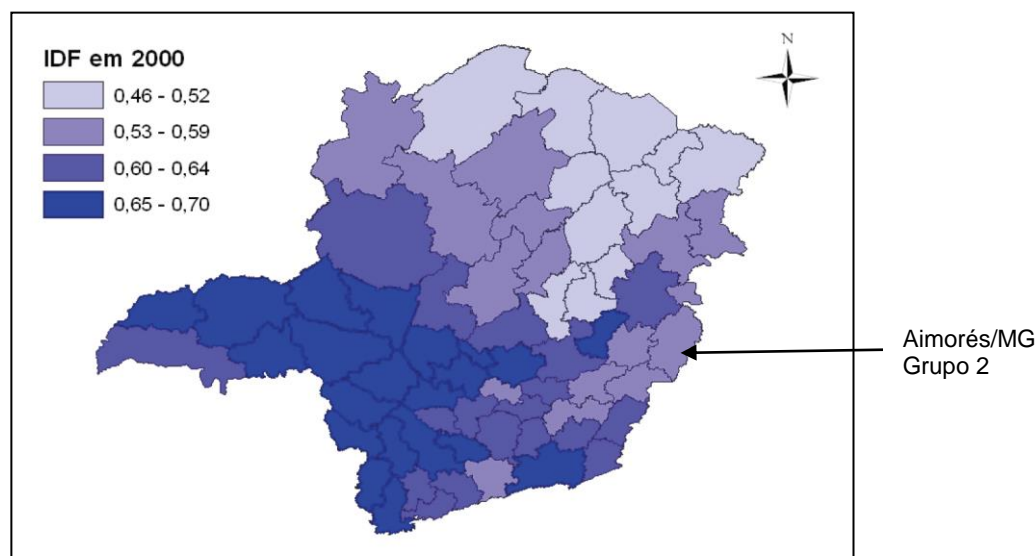 IDF em 2000
0,46 - 0,52
0,53 - 0,59
0,60 - 0,64
0,65 - 0,70
N
Aimorés/MG
Grupo 2